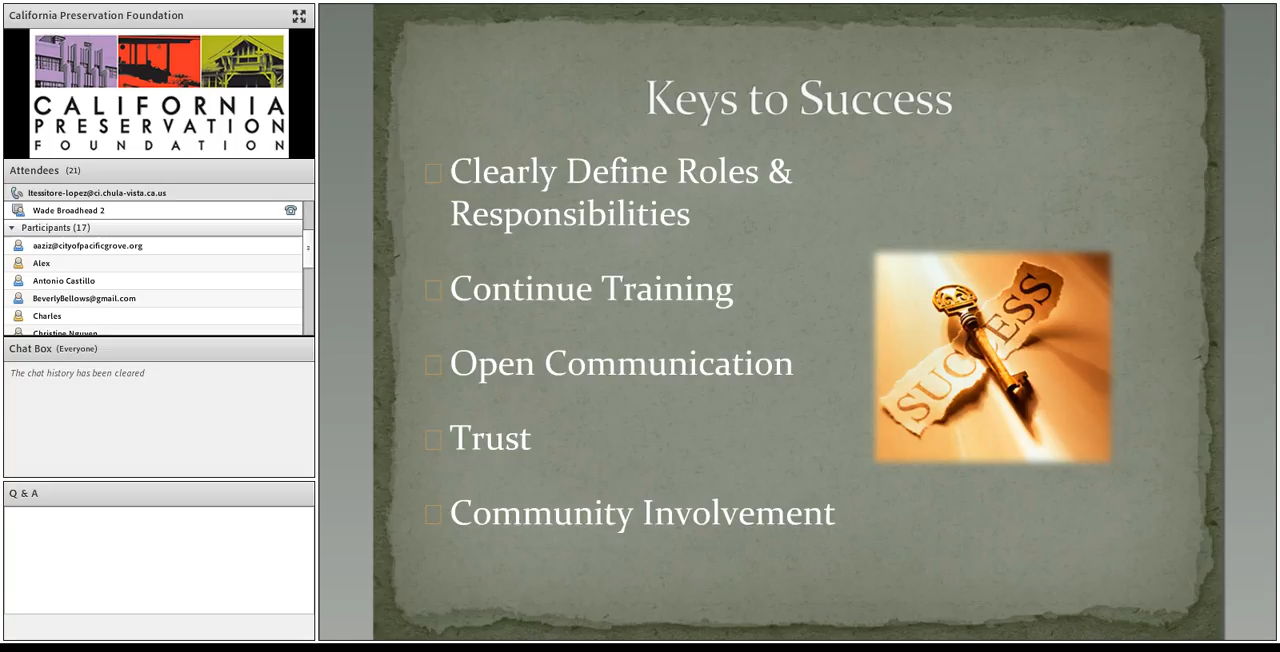 California Preservation Foundation
CALIFORNIA
PRESERVATION
FOUNDATION
Attendees (21)
ltessitore-lopez@ci.chula-vista.ca.us
Wade Broadhead 2
Participants (17)
aaziz@cityofpacificgrove.org
Alex
Antonio Castillo
BeverlyBellows@gmail.com
Charles
Christine Nguyen
Chat Box (Everyone)
The chat history has been cleared
Q & A
Keys to Success
Clearly Define Roles &
Responsibilities
Continue Training
Open Communication
Trust
Community Involvement
SUCCESS